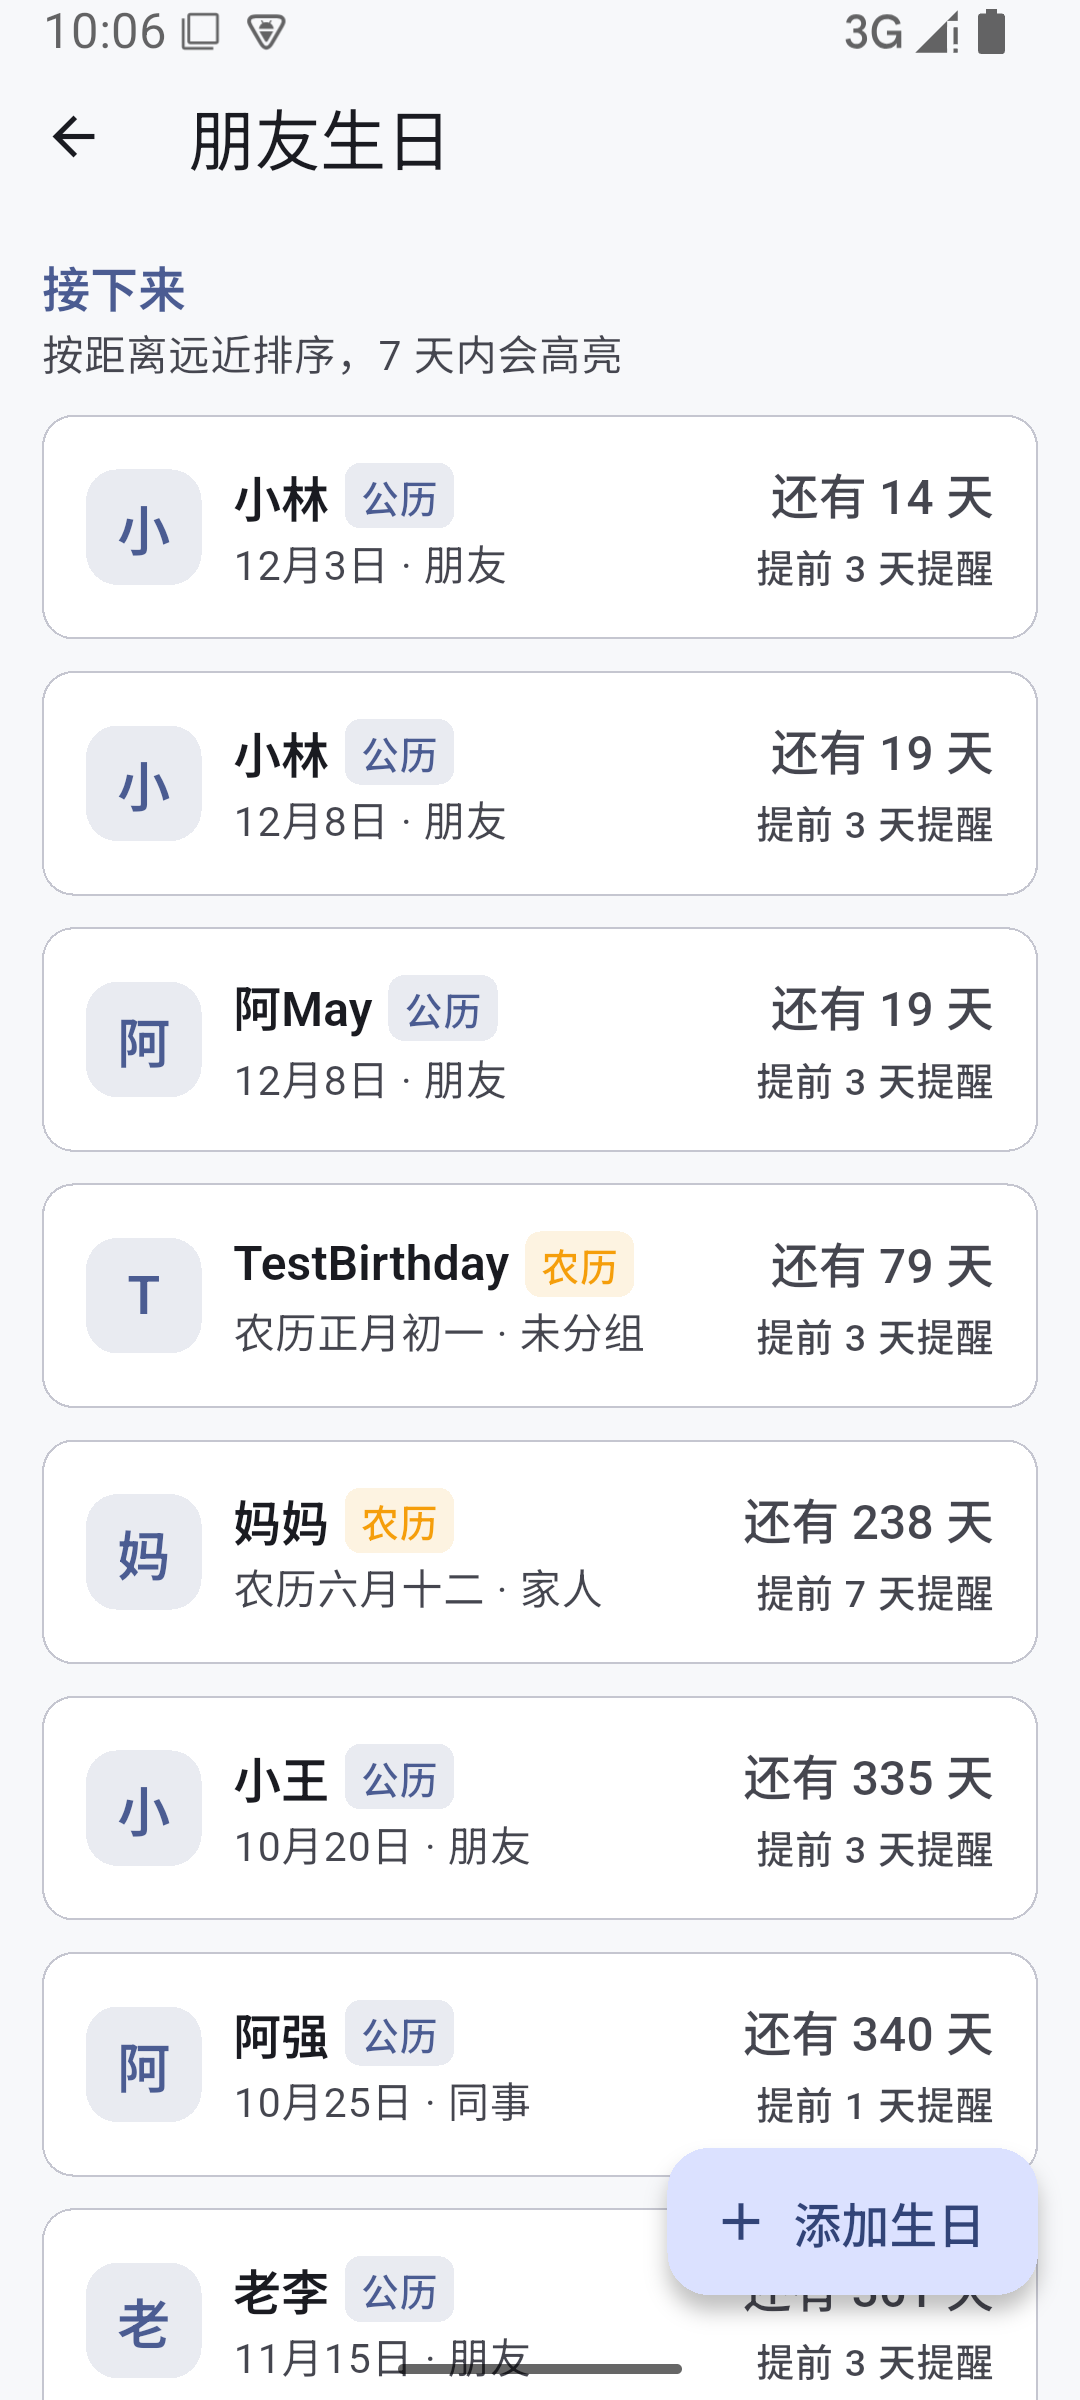 10:06
3G
朋友生日
接下来
按距离远近排序，7 天内会高亮
小
小林
公历
还有 14 天
12月3日 · 朋友
提前 3 天提醒
小
小林
公历
还有 19 天
12月8日 · 朋友
提前 3 天提醒
阿
阿May
公历
还有 19 天
12月8日 · 朋友
提前 3 天提醒
T
TestBirthday
农历
还有 79 天
农历正月初一 · 未分组
提前 3 天提醒
妈
妈妈
农历
还有 238 天
农历六月十二 · 家人
提前 7 天提醒
小
小王
公历
还有 335 天
10月20日 · 朋友
提前 3 天提醒
阿
阿强
公历
还有 340 天
10月25日 · 同事
提前 1 天提醒
添加生日
老
老李
公历
11月15日 · 朋友
提前 3 天提醒